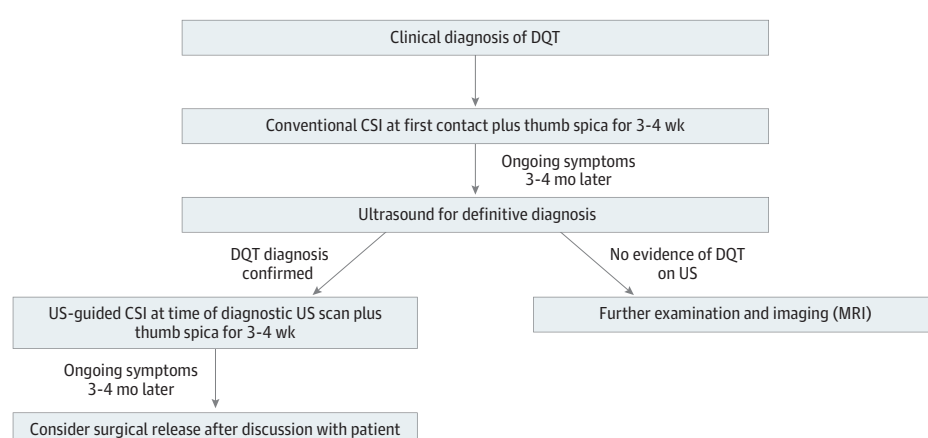 Clinical diagnosis of DQT
Conventional CSI at first contact plus thumb spica for 3-4 wk
Ongoing symptoms
3-4 mo later
Ultrasound for definitive diagnosis
DQT diagnosis
confirmed
No evidence of DQT
on US
US-guided CSI at time of diagnostic US scan plus
thumb spica for 3-4 wk
Further examination and imaging (MRI)
Ongoing symptoms
3-4 mo later
Consider surgical release after discussion with patient